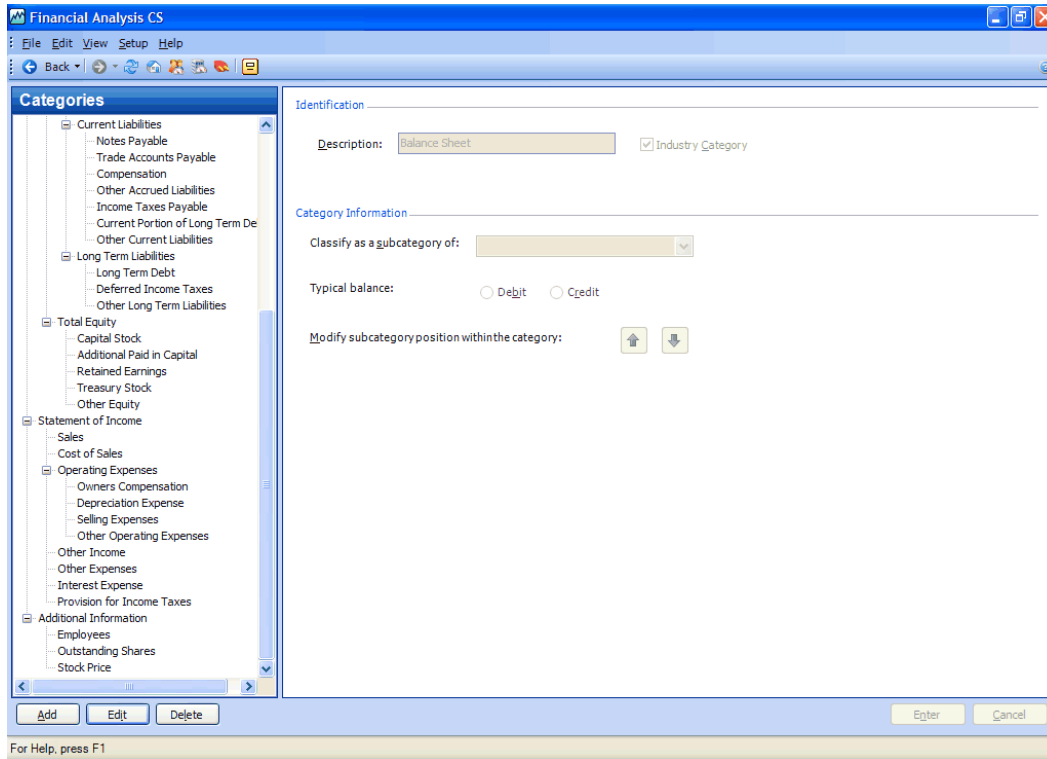 Financial Analysis CS
File Edit View Setup Help
Back
Categories
Current Liabilities
Notes Payable
Trade Accounts Payable
Compensation
Other Accrued Liabilities
Income Taxes Payable
Current Portion of Long Term De
Other Current Liabilities
Long Term Liabilities
Long Term Debt
Deferred Income Taxes
Other Long Term Liabilities
Total Equity
Capital Stock
Additional Paid in Capital
Retained Earnings
Treasury Stock
Other Equity
Statement of Income
Sales
Cost of Sales
Operating Expenses
Owners Compensation
Depreciation Expense
Selling Expenses
Other Operating Expenses
Other Income
Other Expenses
Interest Expense
Provision for Income Taxes
Additional Information
Employees
Outstanding Shares
Stock Price
Identification
Description: Balance Sheet Industry Category
Category Information
Classify as a subcategory of:
Typical balance: Debit Credit
Modify subcategory position within the category:
Add Edit Delete Enter Cancel
For Help, press F1